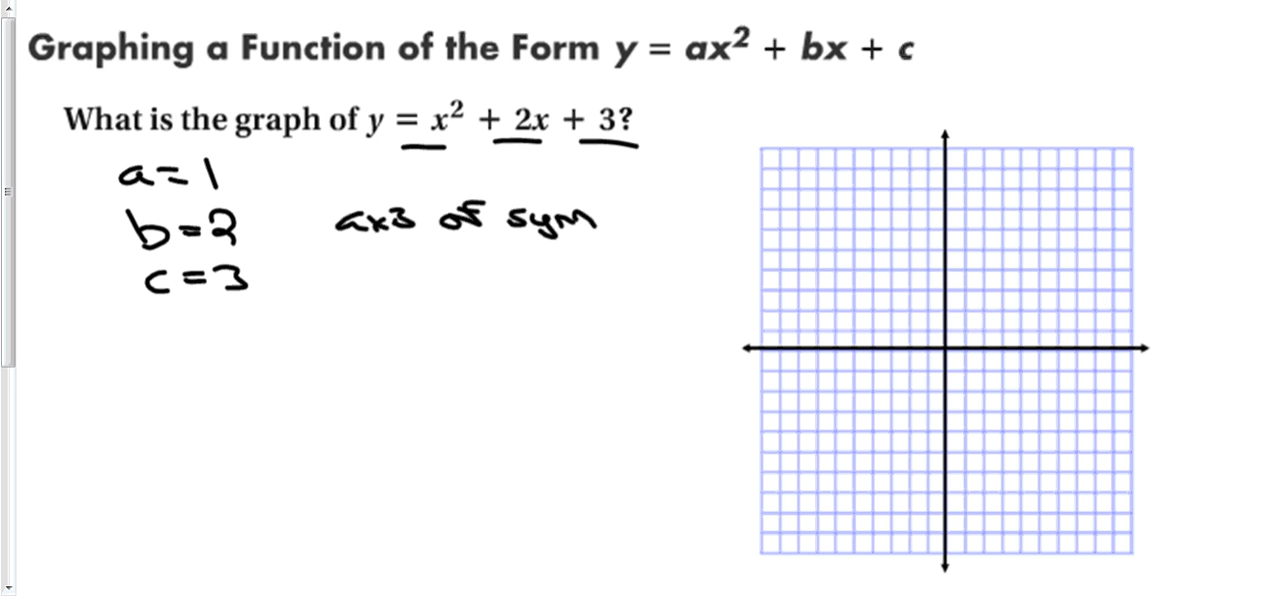 Graphing a Function of the Form y = ax² + bx + c
What is the graph of y = x² + 2x + 3?
a = 1
b = 2
axs of sym
c = 3